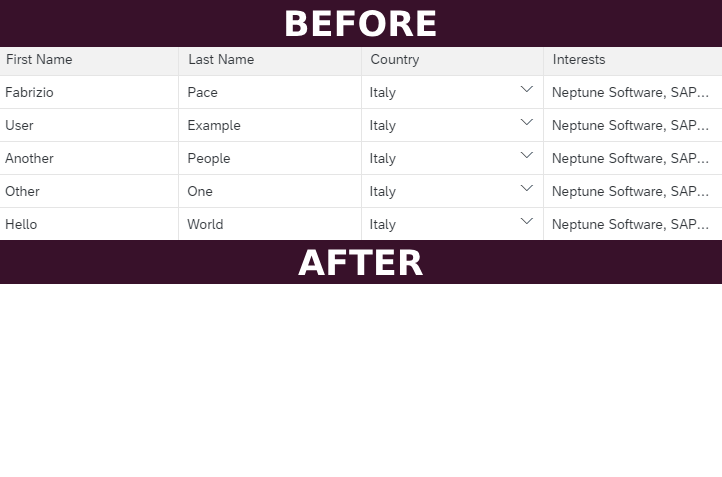 BEFORE
First Name Last Name Country Interests
Fabrizio Pace Italy Neptune Software, SAP...
User Example Italy Neptune Software, SAP...
Another People Italy Neptune Software, SAP...
Other One Italy Neptune Software, SAP...
Hello World Italy Neptune Software, SAP...
AFTER